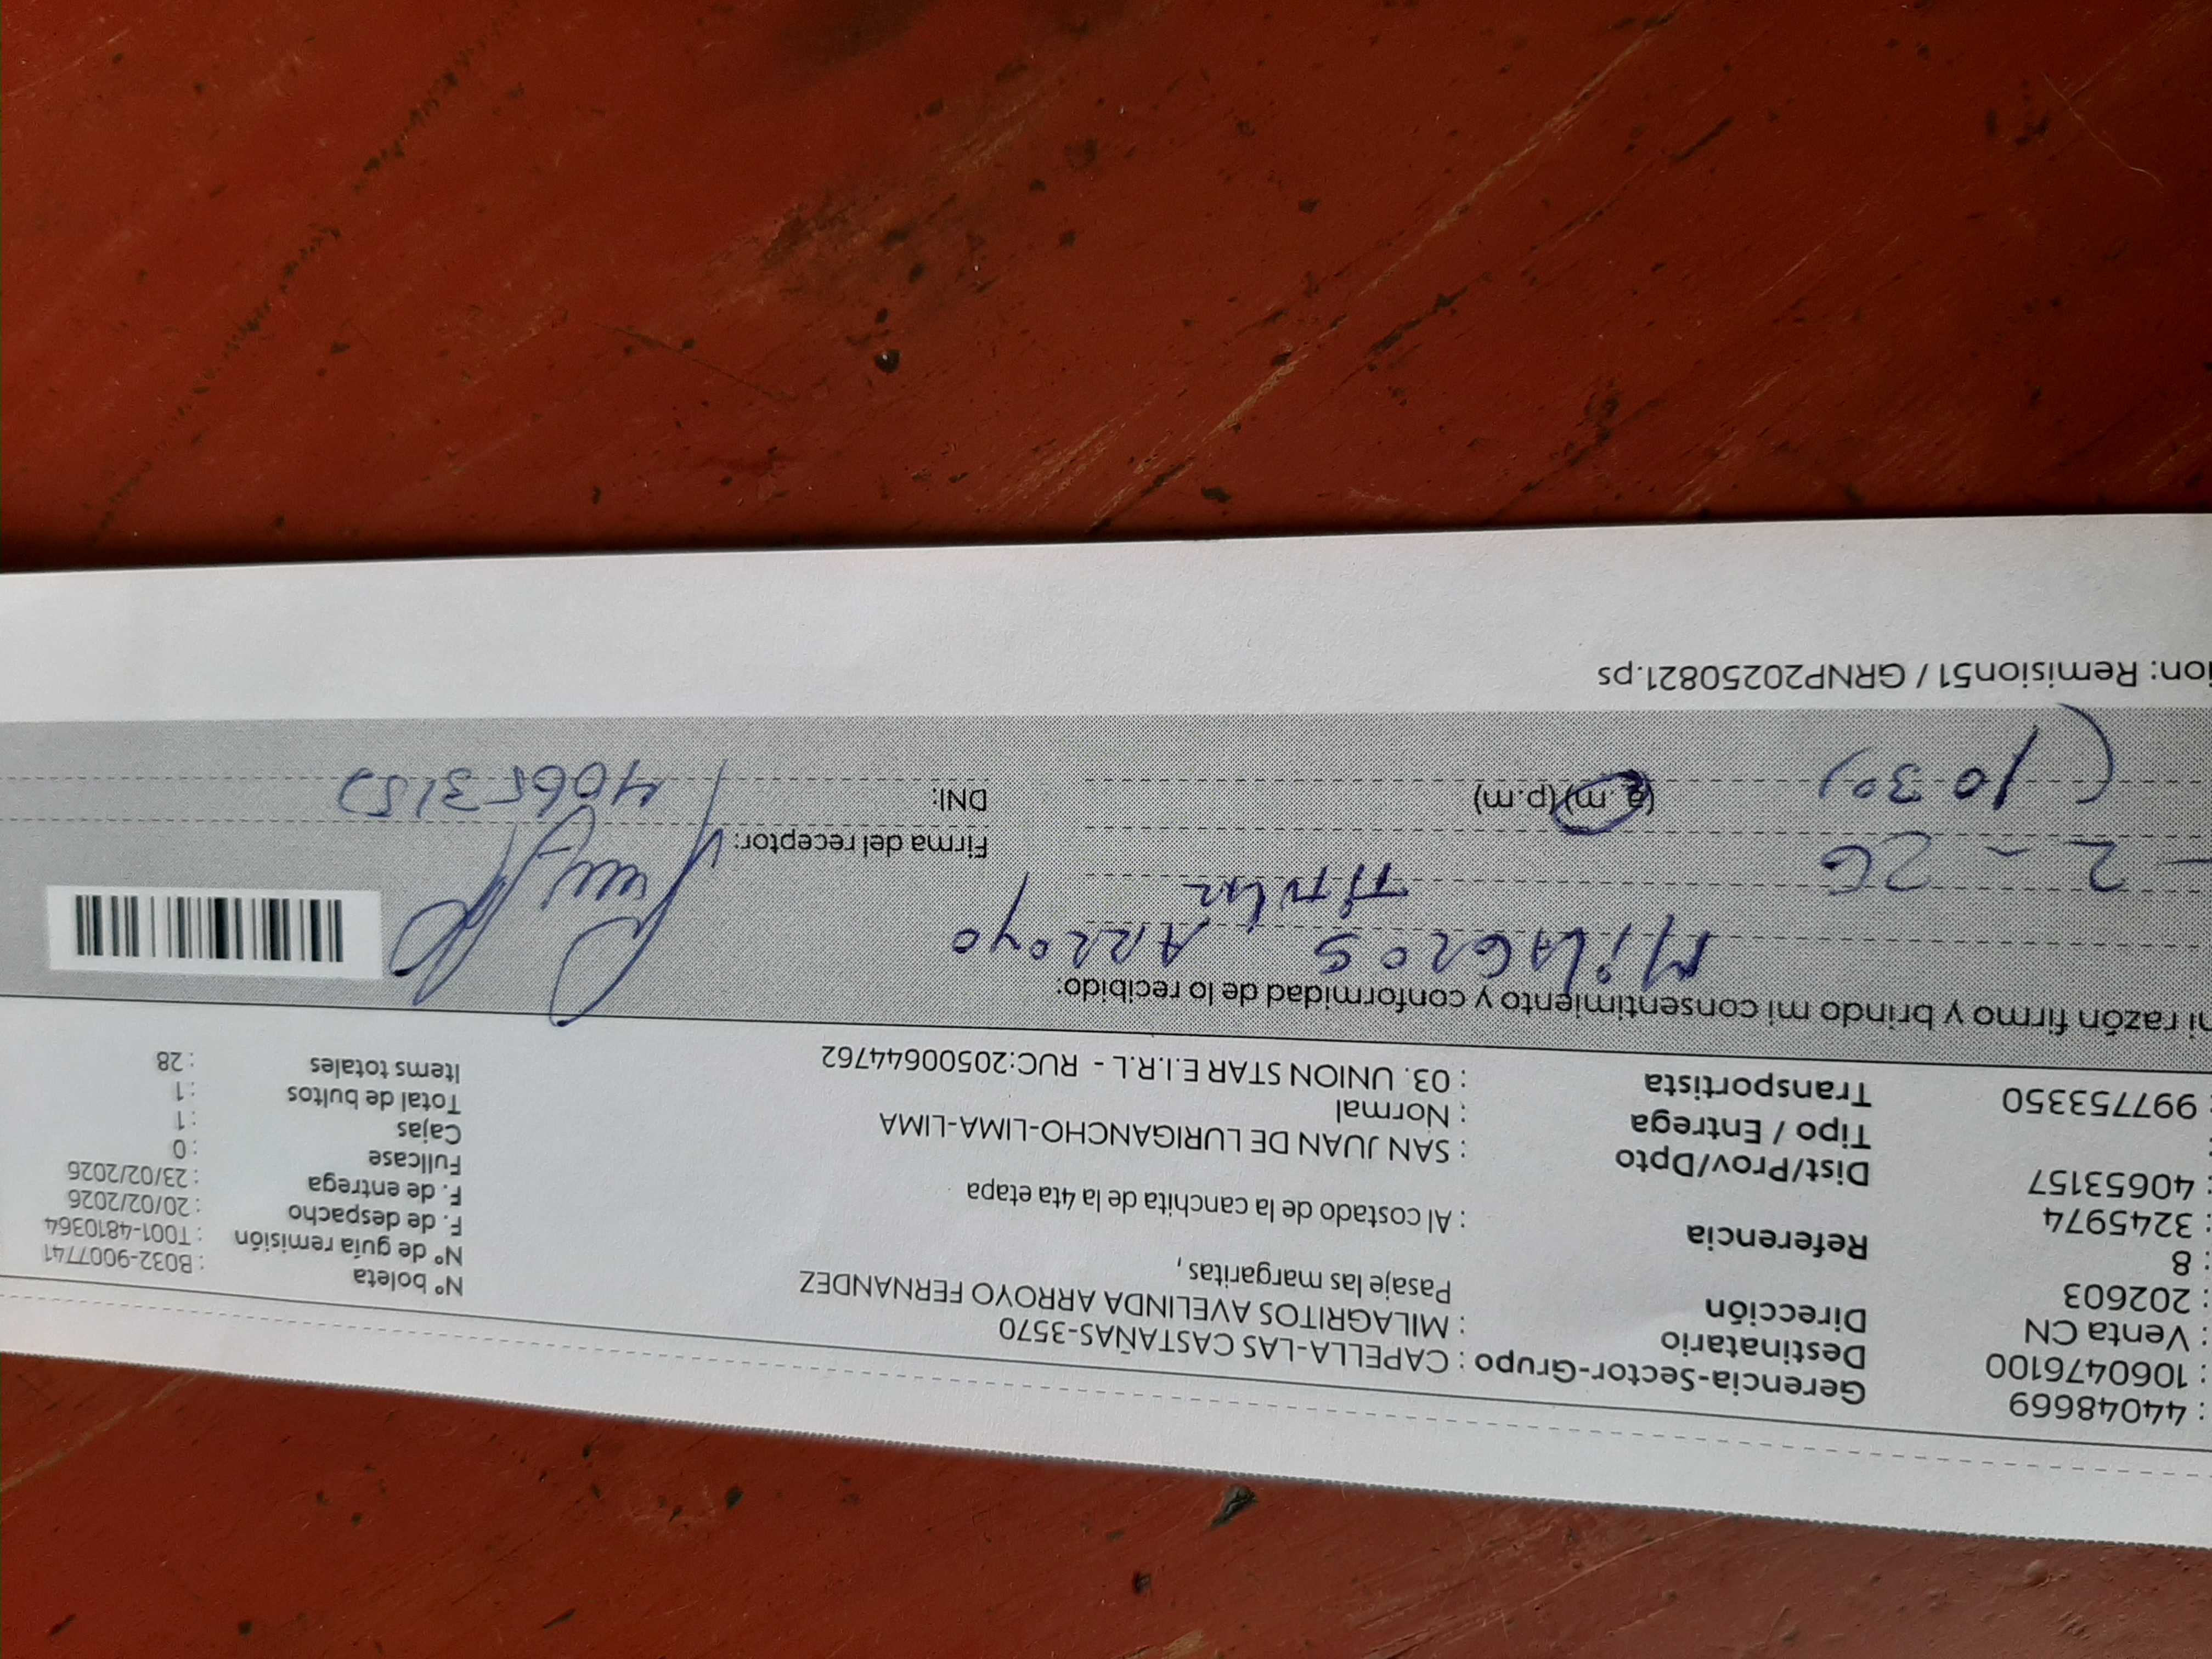 : 44048669 Gerencia-Sector-Grupo : CAPELLA-LAS CASTAÑAS-3570
: 1060476100 Destinatario : MILAGRITOS AVELINDA ARROYO FERNANDEZ Nº boleta : B032-9007741
: Venta CN Dirección Pasaje las margaritas, Nº de guía remisión : T001-4810364
: 202603 F. de despacho : 20/02/2026
: 8 Referencia : Al costado de la canchita de la 4ta etapa F. de entrega : 23/02/2026
: 3245974 Fullcase : 0
: 40653157 Dist/Prov/Dpto : SAN JUAN DE LURIGANCHO-LIMA-LIMA Cajas : 1
: Tipo / Entrega : Normal Total de bultos : 1
: 997753350 Transportista : 03. UNION STAR E.I.R.L - RUC:20500644762 Items totales : 28
razón firmo y brindo mi consentimiento y conformidad de lo recibido:
MiLAGROS ARROYO
- 2 - 26 TiTULAR
Firma del receptor:
(10:30) (a.m) (p.m) DNI: 40653157
ion: Remision51 / GRNP20250821.ps